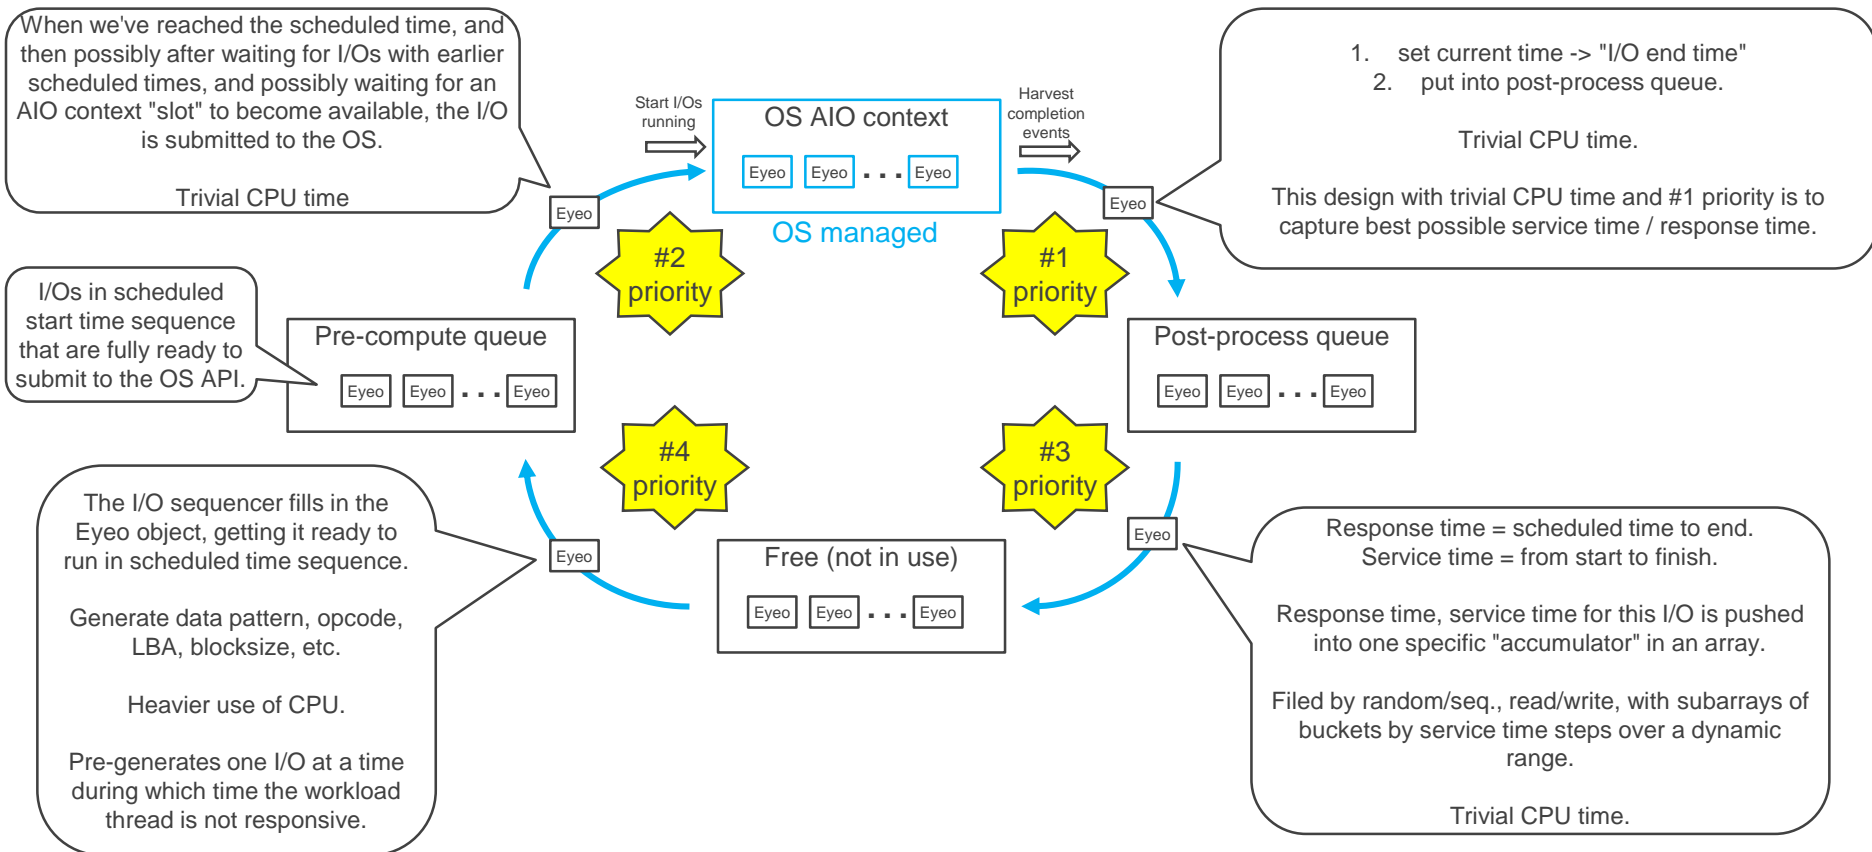 When we've reached the scheduled time, and
then possibly after waiting for I/Os with earlier
scheduled times, and possibly waiting for an
AIO context "slot" to become available, the I/O
is submitted to the OS.
Trivial CPU time
Start I/Os
running
OS AIO context
Eyeo Eyeo ... Eyeo
OS managed
Harvest
completion
events
1. set current time -> "I/O end time"
2. put into post-process queue.
Trivial CPU time.
This design with trivial CPU time and #1 priority is to
capture best possible service time / response time.
Eyeo
Eyeo
#2
priority
#1
priority
I/Os in scheduled
start time sequence
that are fully ready to
submit to the OS API.
Pre-compute queue
Eyeo Eyeo ... Eyeo
Post-process queue
Eyeo Eyeo ... Eyeo
#4
priority
#3
priority
The I/O sequencer fills in the
Eyeo object, getting it ready to
run in scheduled time sequence.
Generate data pattern, opcode,
LBA, blocksize, etc.
Heavier use of CPU.
Pre-generates one I/O at a time
during which time the workload
thread is not responsive.
Eyeo
Free (not in use)
Eyeo Eyeo ... Eyeo
Eyeo
Response time = scheduled time to end.
Service time = from start to finish.
Response time, service time for this I/O is pushed
into one specific "accumulator" in an array.
Filed by random/seq., read/write, with subarrays of
buckets by service time steps over a dynamic
range.
Trivial CPU time.